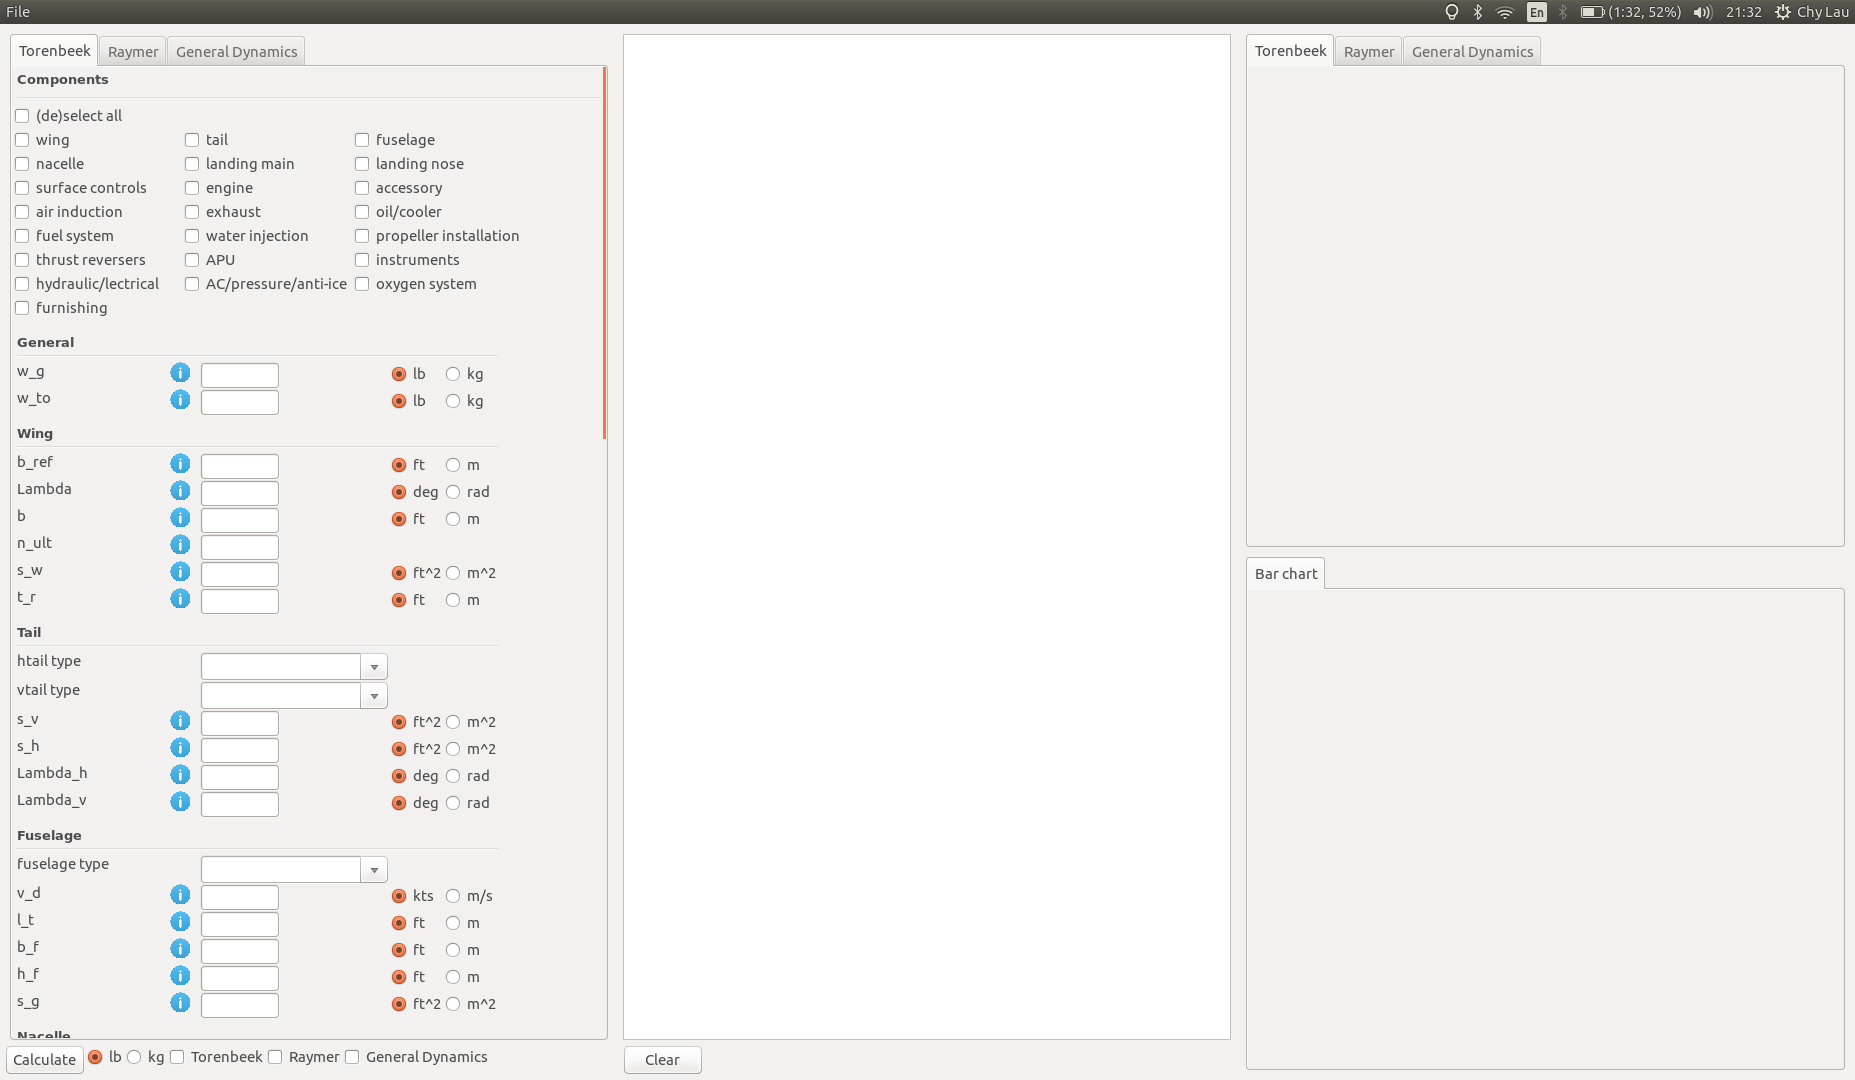 File
En (1:32, 52%) 21:32 Chy Lau
Torenbeek Raymer General Dynamics
Components
(de)select all
wing tail fuselage
nacelle landing main landing nose
surface controls engine accessory
air induction exhaust oil/cooler
fuel system water injection propeller installation
thrust reversers APU instruments
hydraulic/lectrical AC/pressure/anti-ice oxygen system
furnishing
General
w_g lb kg
w_to lb kg
Wing
b_ref ft m
Lambda deg rad
b ft m
n_ult
s_w ft^2 m^2
t_r ft m
Tail
htail type
vtail type
s_v ft^2 m^2
s_h ft^2 m^2
Lambda_h deg rad
Lambda_v deg rad
Fuselage
fuselage type
v_d kts m/s
l_t ft m
b_f ft m
h_f ft m
s_g ft^2 m^2
Nacelle
Calculate lb kg Torenbeek Raymer General Dynamics
Clear
Torenbeek Raymer General Dynamics
Bar chart